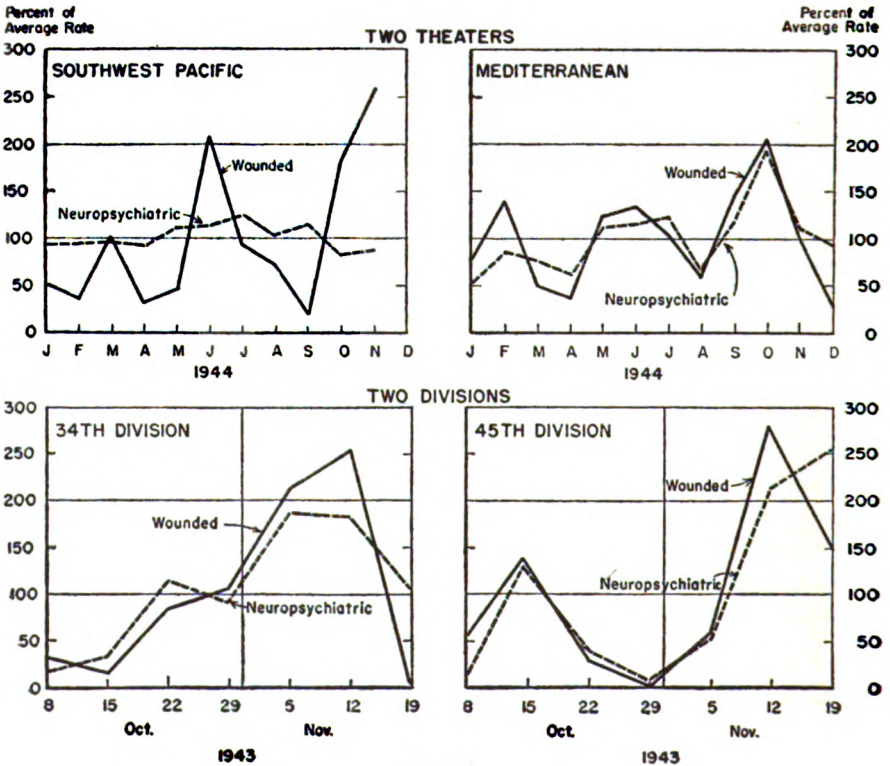 Percent of
Average Rate
Percent of
Average Rate
TWO THEATERS
300
250
200
150
100
50
0
SOUTHWEST PACIFIC
Wounded
Neuropsychiatric
J F M A M J J A S O N D
1944
MEDITERRANEAN
Wounded
Neuropsychiatric
300
250
200
150
100
50
0
J F M A M J J A S O N D
1944
TWO DIVISIONS
300
250
200
150
100
50
0
34TH DIVISION
Wounded
Neuropsychiatric
8 15 22 29 5 12 19
Oct. Nov.
1943
45TH DIVISION
Wounded
Neuropsychiatric
300
250
200
150
100
50
0
8 15 22 29 5 12 19
Oct. Nov.
1943